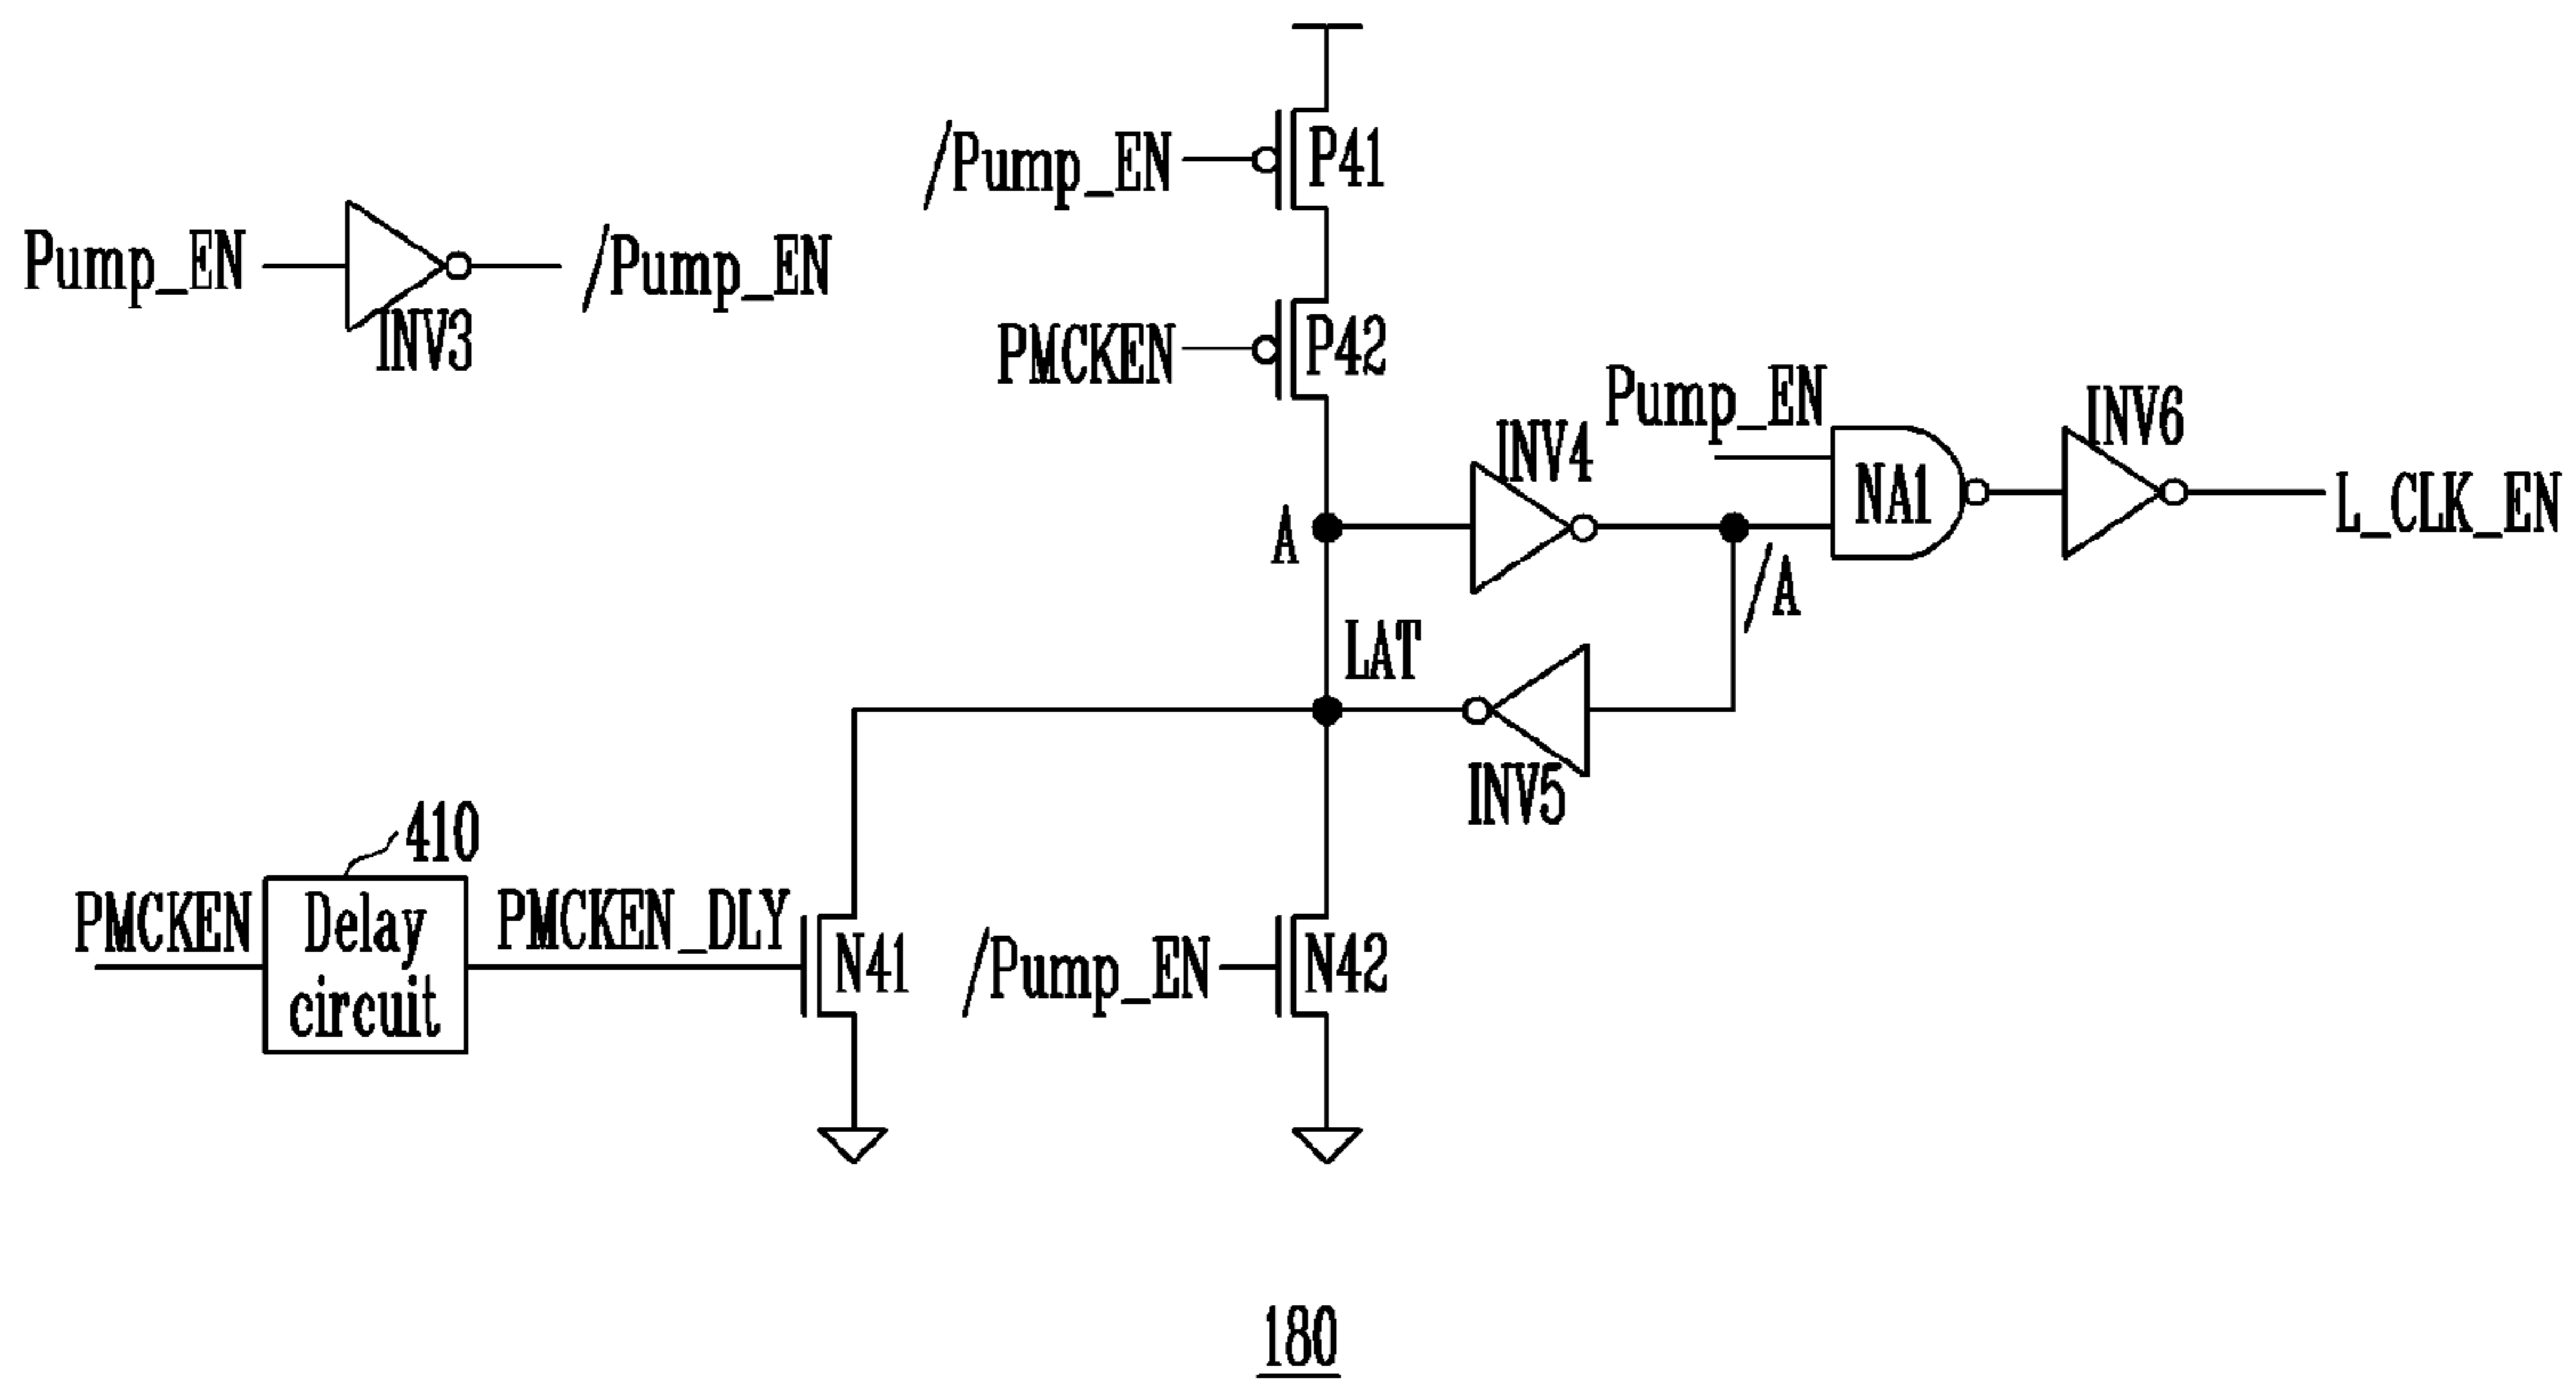 /Pump_EN
P41
Pump_EN
INV3
/Pump_EN
PMCKEN
P42
Pump_EN
INV4
NA1
INV6
L_CLK_EN
A
/A
LAT
INV5
410
PMCKEN
Delay
circuit
PMCKEN_DLY
N41
/Pump_EN
N42
180